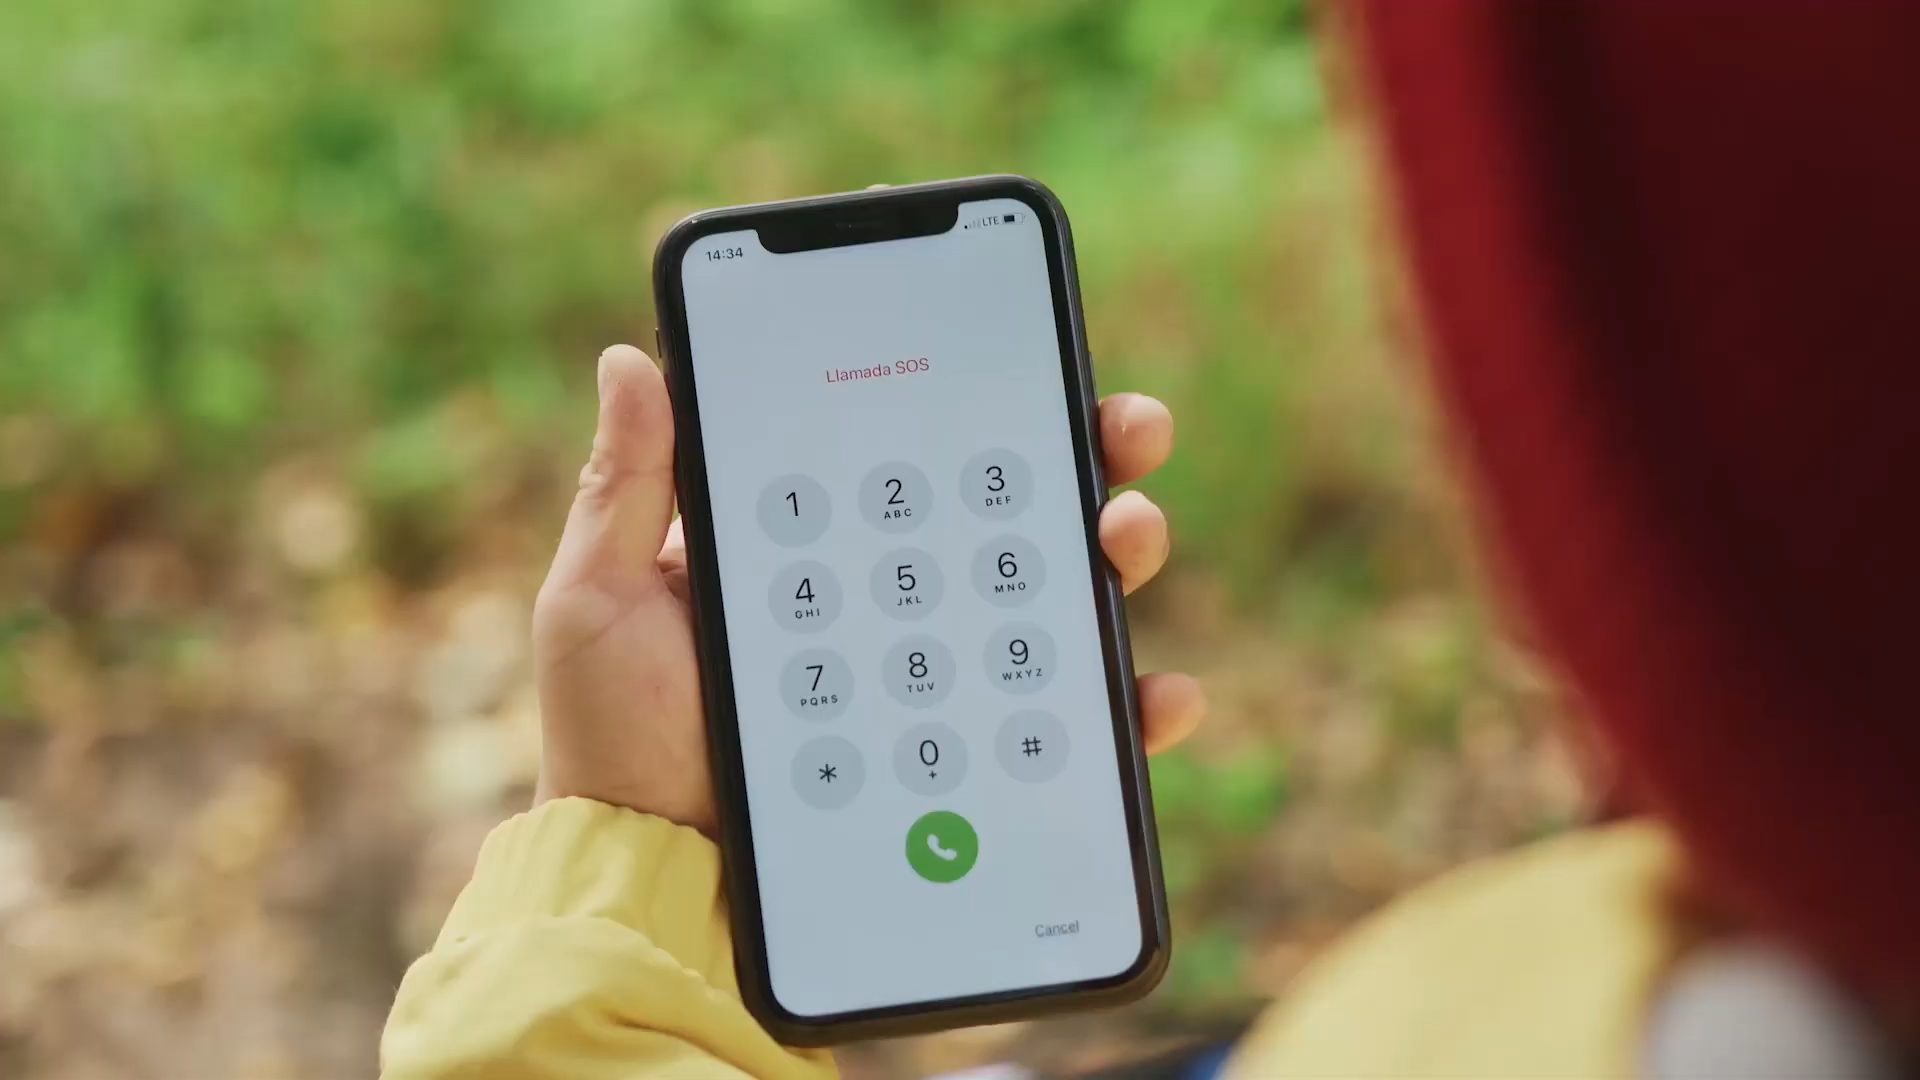 14:34 LTE
Llamada SOS
1 2 3
ABC DEF
4 5 6
GHI JKL MNO
7 8 9
PQRS TUV WXYZ
* 0 #
+
Cancel